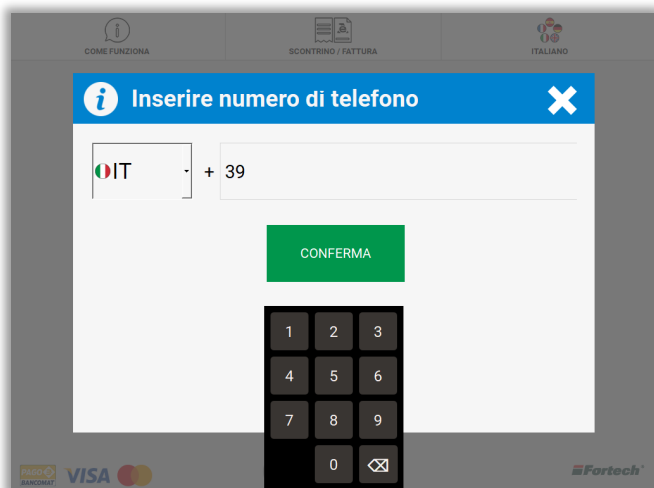 COME FUNZIONA
SCONTRINO / FATTURA
ITALIANO
i Inserire numero di telefono
IT + 39
CONFERMA
1 2 3
4 5 6
7 8 9
0
BANCOMAT VISA Fortech